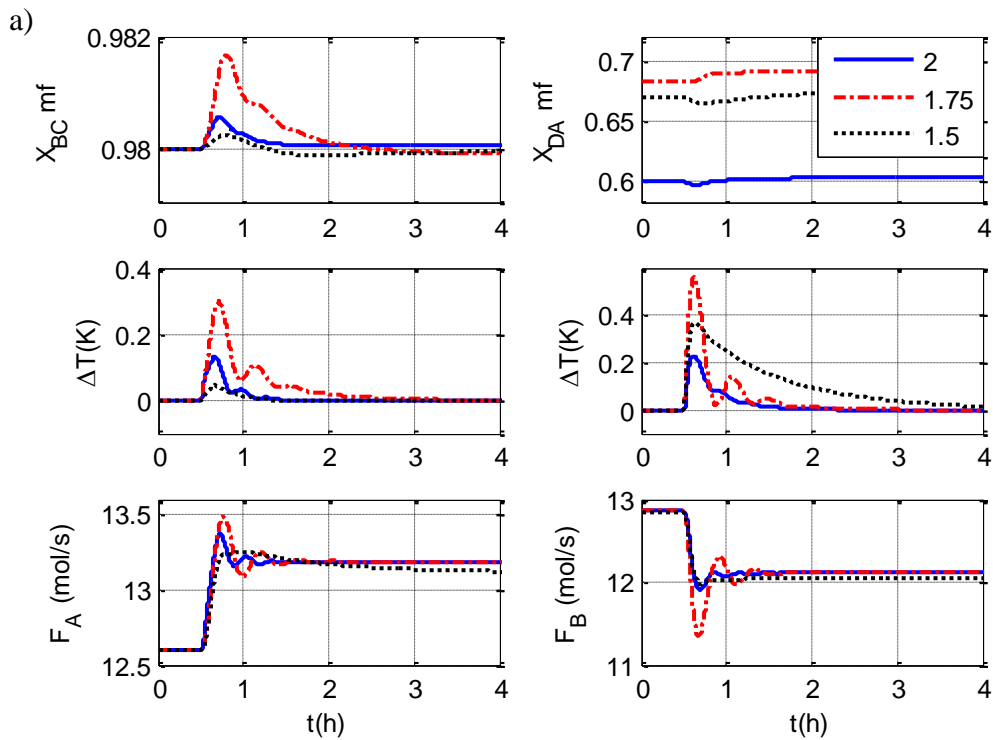 a)
0.982
0.98
X_BC mf
0 1 2 3 4
0.7
0.65
0.6
X_DA mf
0 1 2 3 4
2
1.75
1.5
0.4
0.2
0
ΔT(K)
0 1 2 3 4
0.4
0.2
0
ΔT(K)
0 1 2 3 4
13.5
13
12.5
F_A (mol/s)
0 1 2 3 4
t(h)
13
12
11
F_B (mol/s)
0 1 2 3 4
t(h)